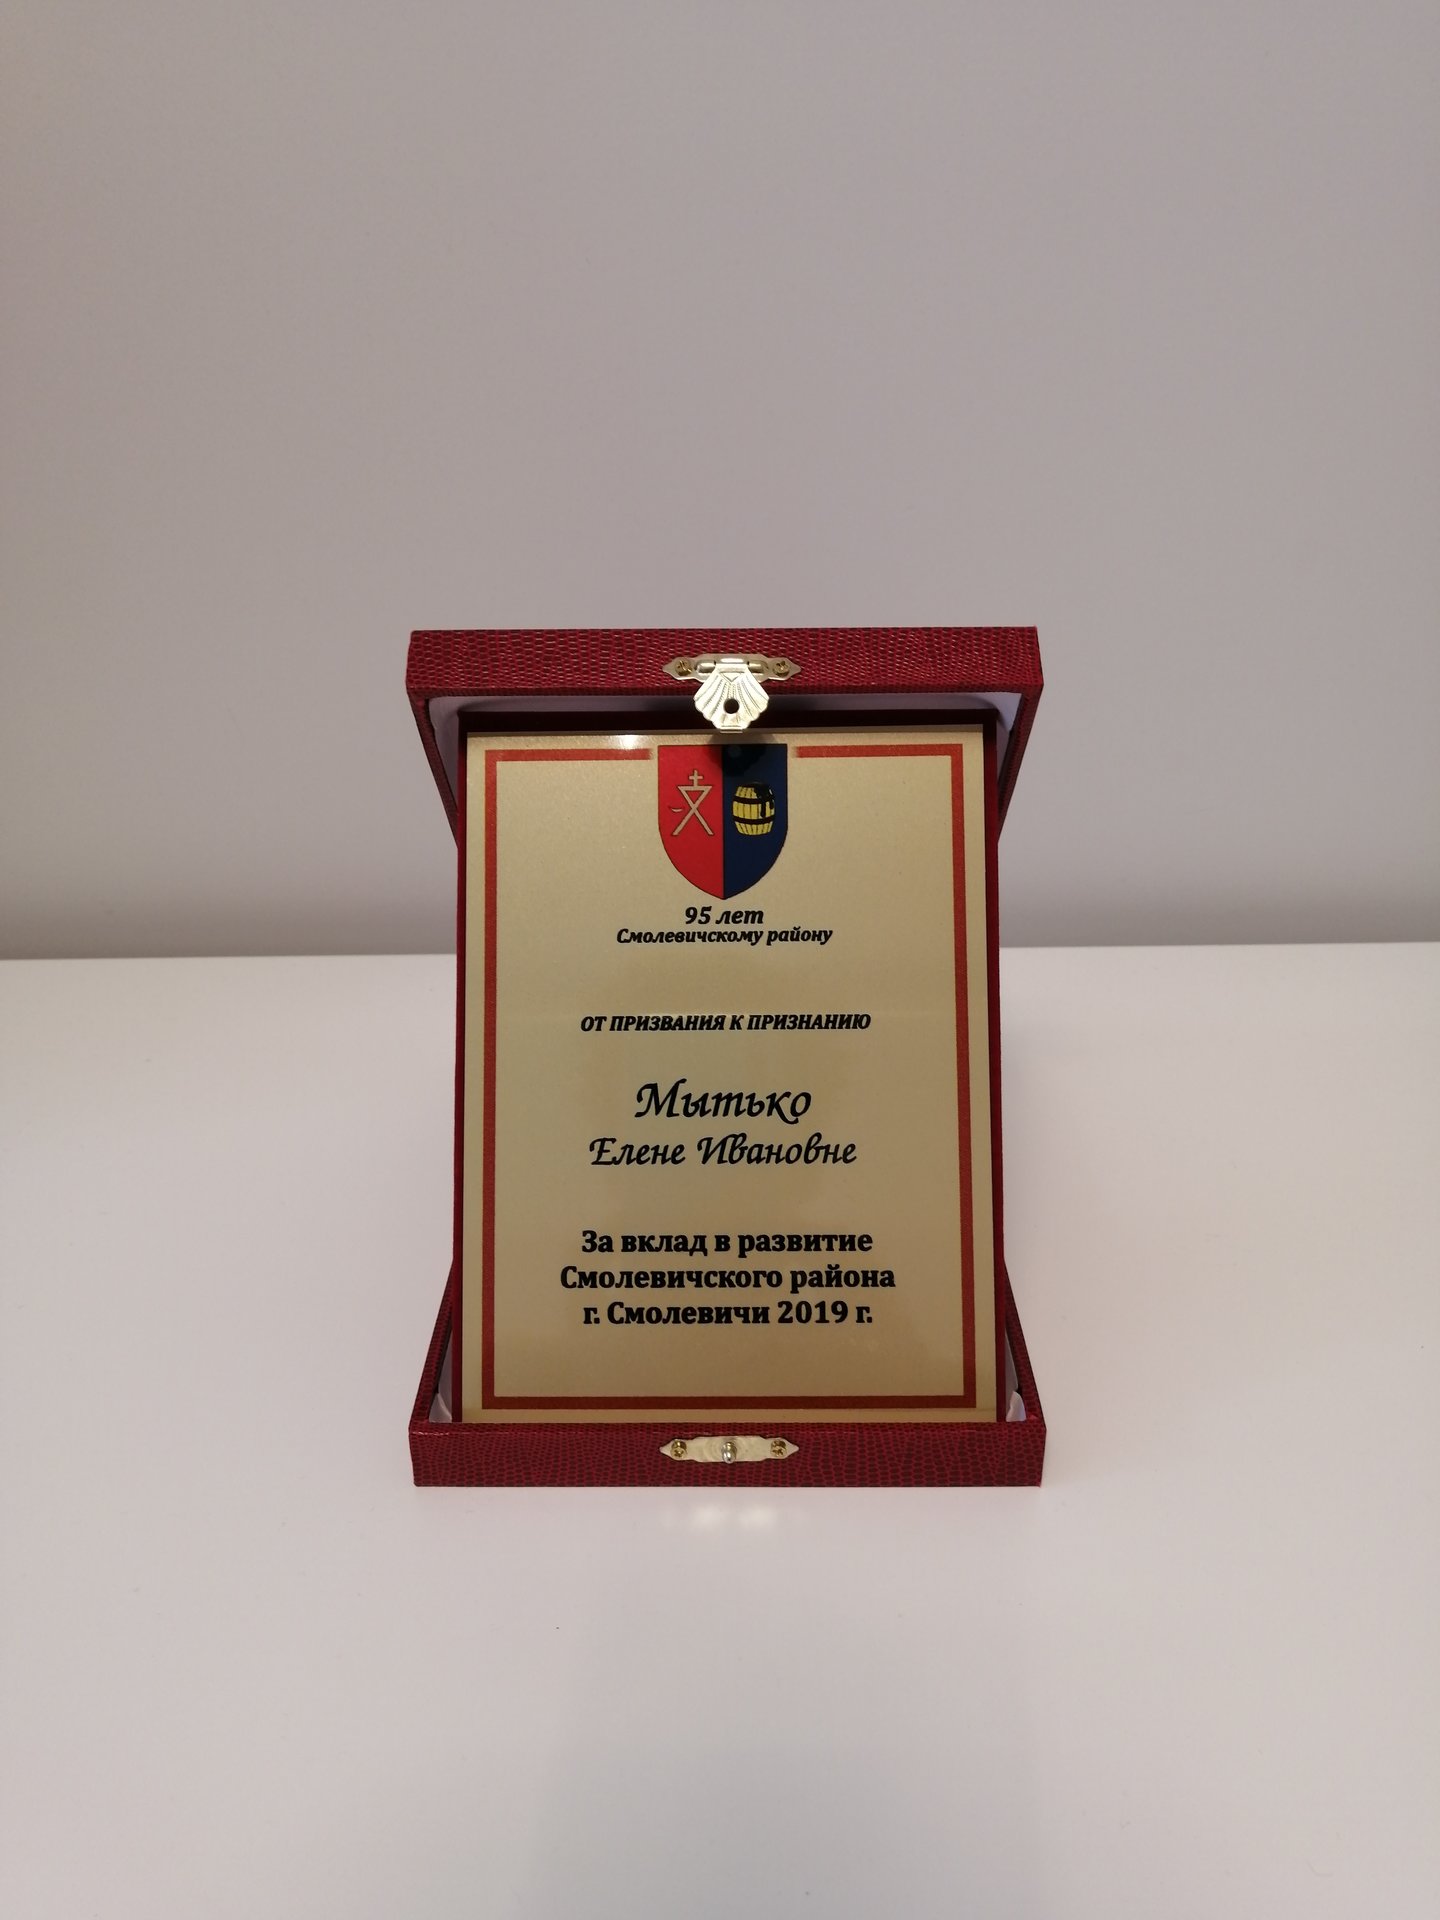 95 лет
Смолевичскому району
ОТ ПРИЗВАНИЯ К ПРИЗНАНИЮ
Мытько
Елене Ивановне
За вклад в развитие
Смолевичского района
г. Смолевичи 2019 г.